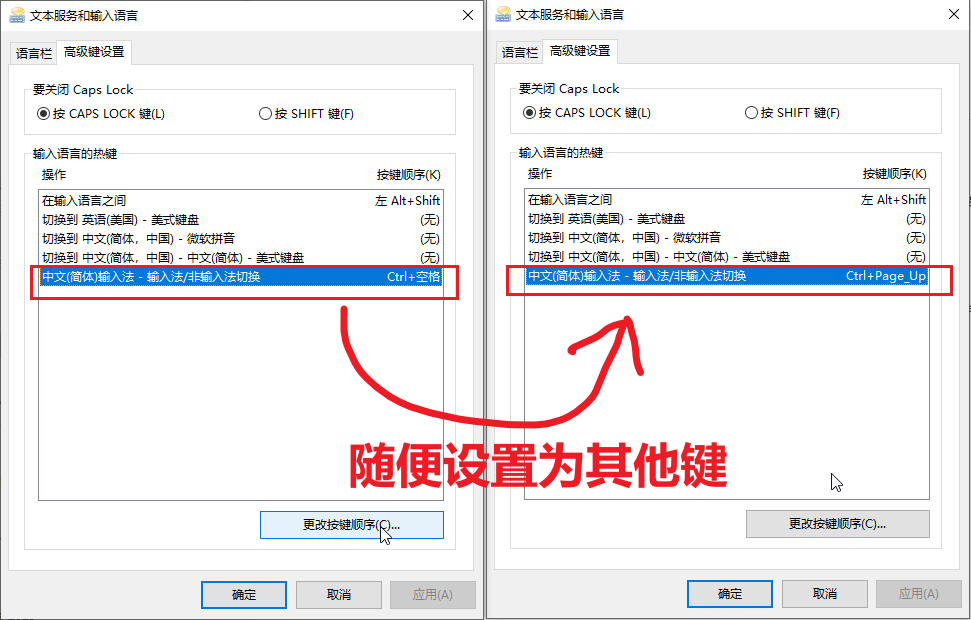 文本服务和输入语言
语言栏 高级键设置
要关闭 Caps Lock
按 CAPS LOCK 键(L) 按 SHIFT 键(F)
输入语言的热键
操作 按键顺序(K)
在输入语言之间 左 Alt+Shift
切换到 英语(美国) - 美式键盘 (无)
切换到 中文(简体，中国) - 微软拼音 (无)
切换到 中文(简体，中国) - 中文(简体) - 美式键盘 (无)
中文(简体)输入法 - 输入法/非输入法切换 Ctrl+空格
更改按键顺序(C)...
确定 取消 应用(A)
文本服务和输入语言
语言栏 高级键设置
要关闭 Caps Lock
按 CAPS LOCK 键(L) 按 SHIFT 键(F)
输入语言的热键
操作 按键顺序(K)
在输入语言之间 左 Alt+Shift
切换到 英语(美国) - 美式键盘 (无)
切换到 中文(简体，中国) - 微软拼音 (无)
切换到 中文(简体，中国) - 中文(简体) - 美式键盘 (无)
中文(简体)输入法 - 输入法/非输入法切换 Ctrl+Page_Up
随便设置为其他键
更改按键顺序(C)...
确定 取消 应用(A)